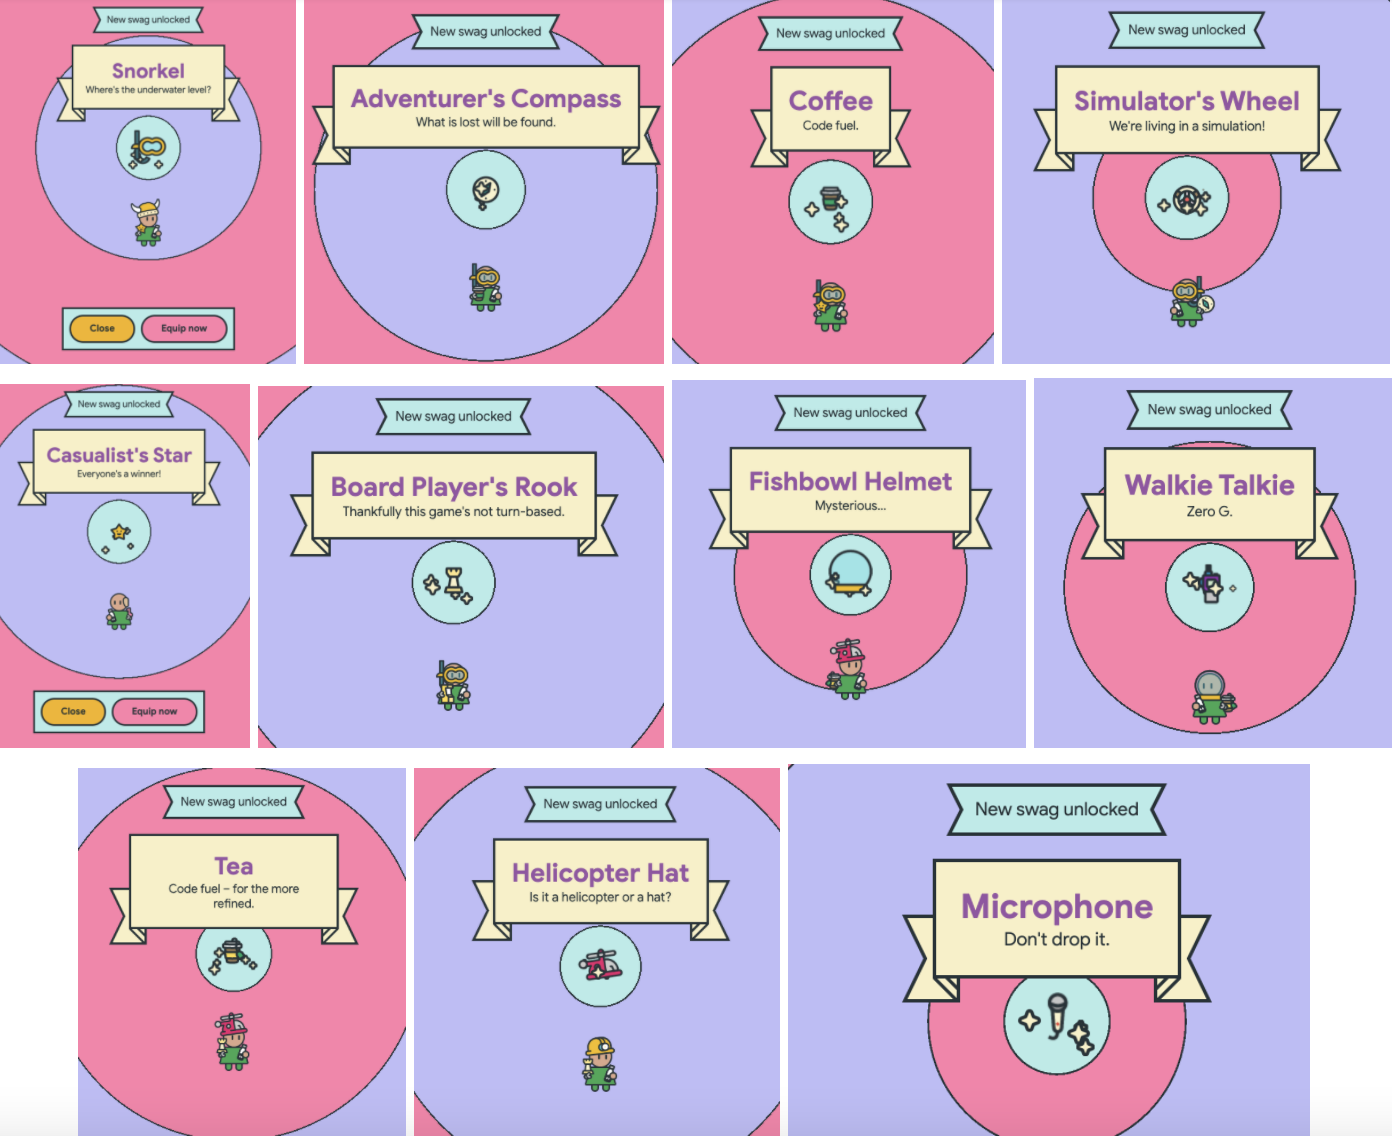 New swag unlocked
Snorkel
Where's the underwater level?
Close
Equip now
New swag unlocked
Adventurer's Compass
What is lost will be found.
New swag unlocked
Coffee
Code fuel.
New swag unlocked
Simulator's Wheel
We're living in a simulation!
New swag unlocked
Casualist's Star
Everyone's a winner!
Close
Equip now
New swag unlocked
Board Player's Rook
Thankfully this game's not turn-based.
New swag unlocked
Fishbowl Helmet
Mysterious...
New swag unlocked
Walkie Talkie
Zero G.
New swag unlocked
Tea
Code fuel – for the more
refined.
New swag unlocked
Helicopter Hat
Is it a helicopter or a hat?
New swag unlocked
Microphone
Don't drop it.